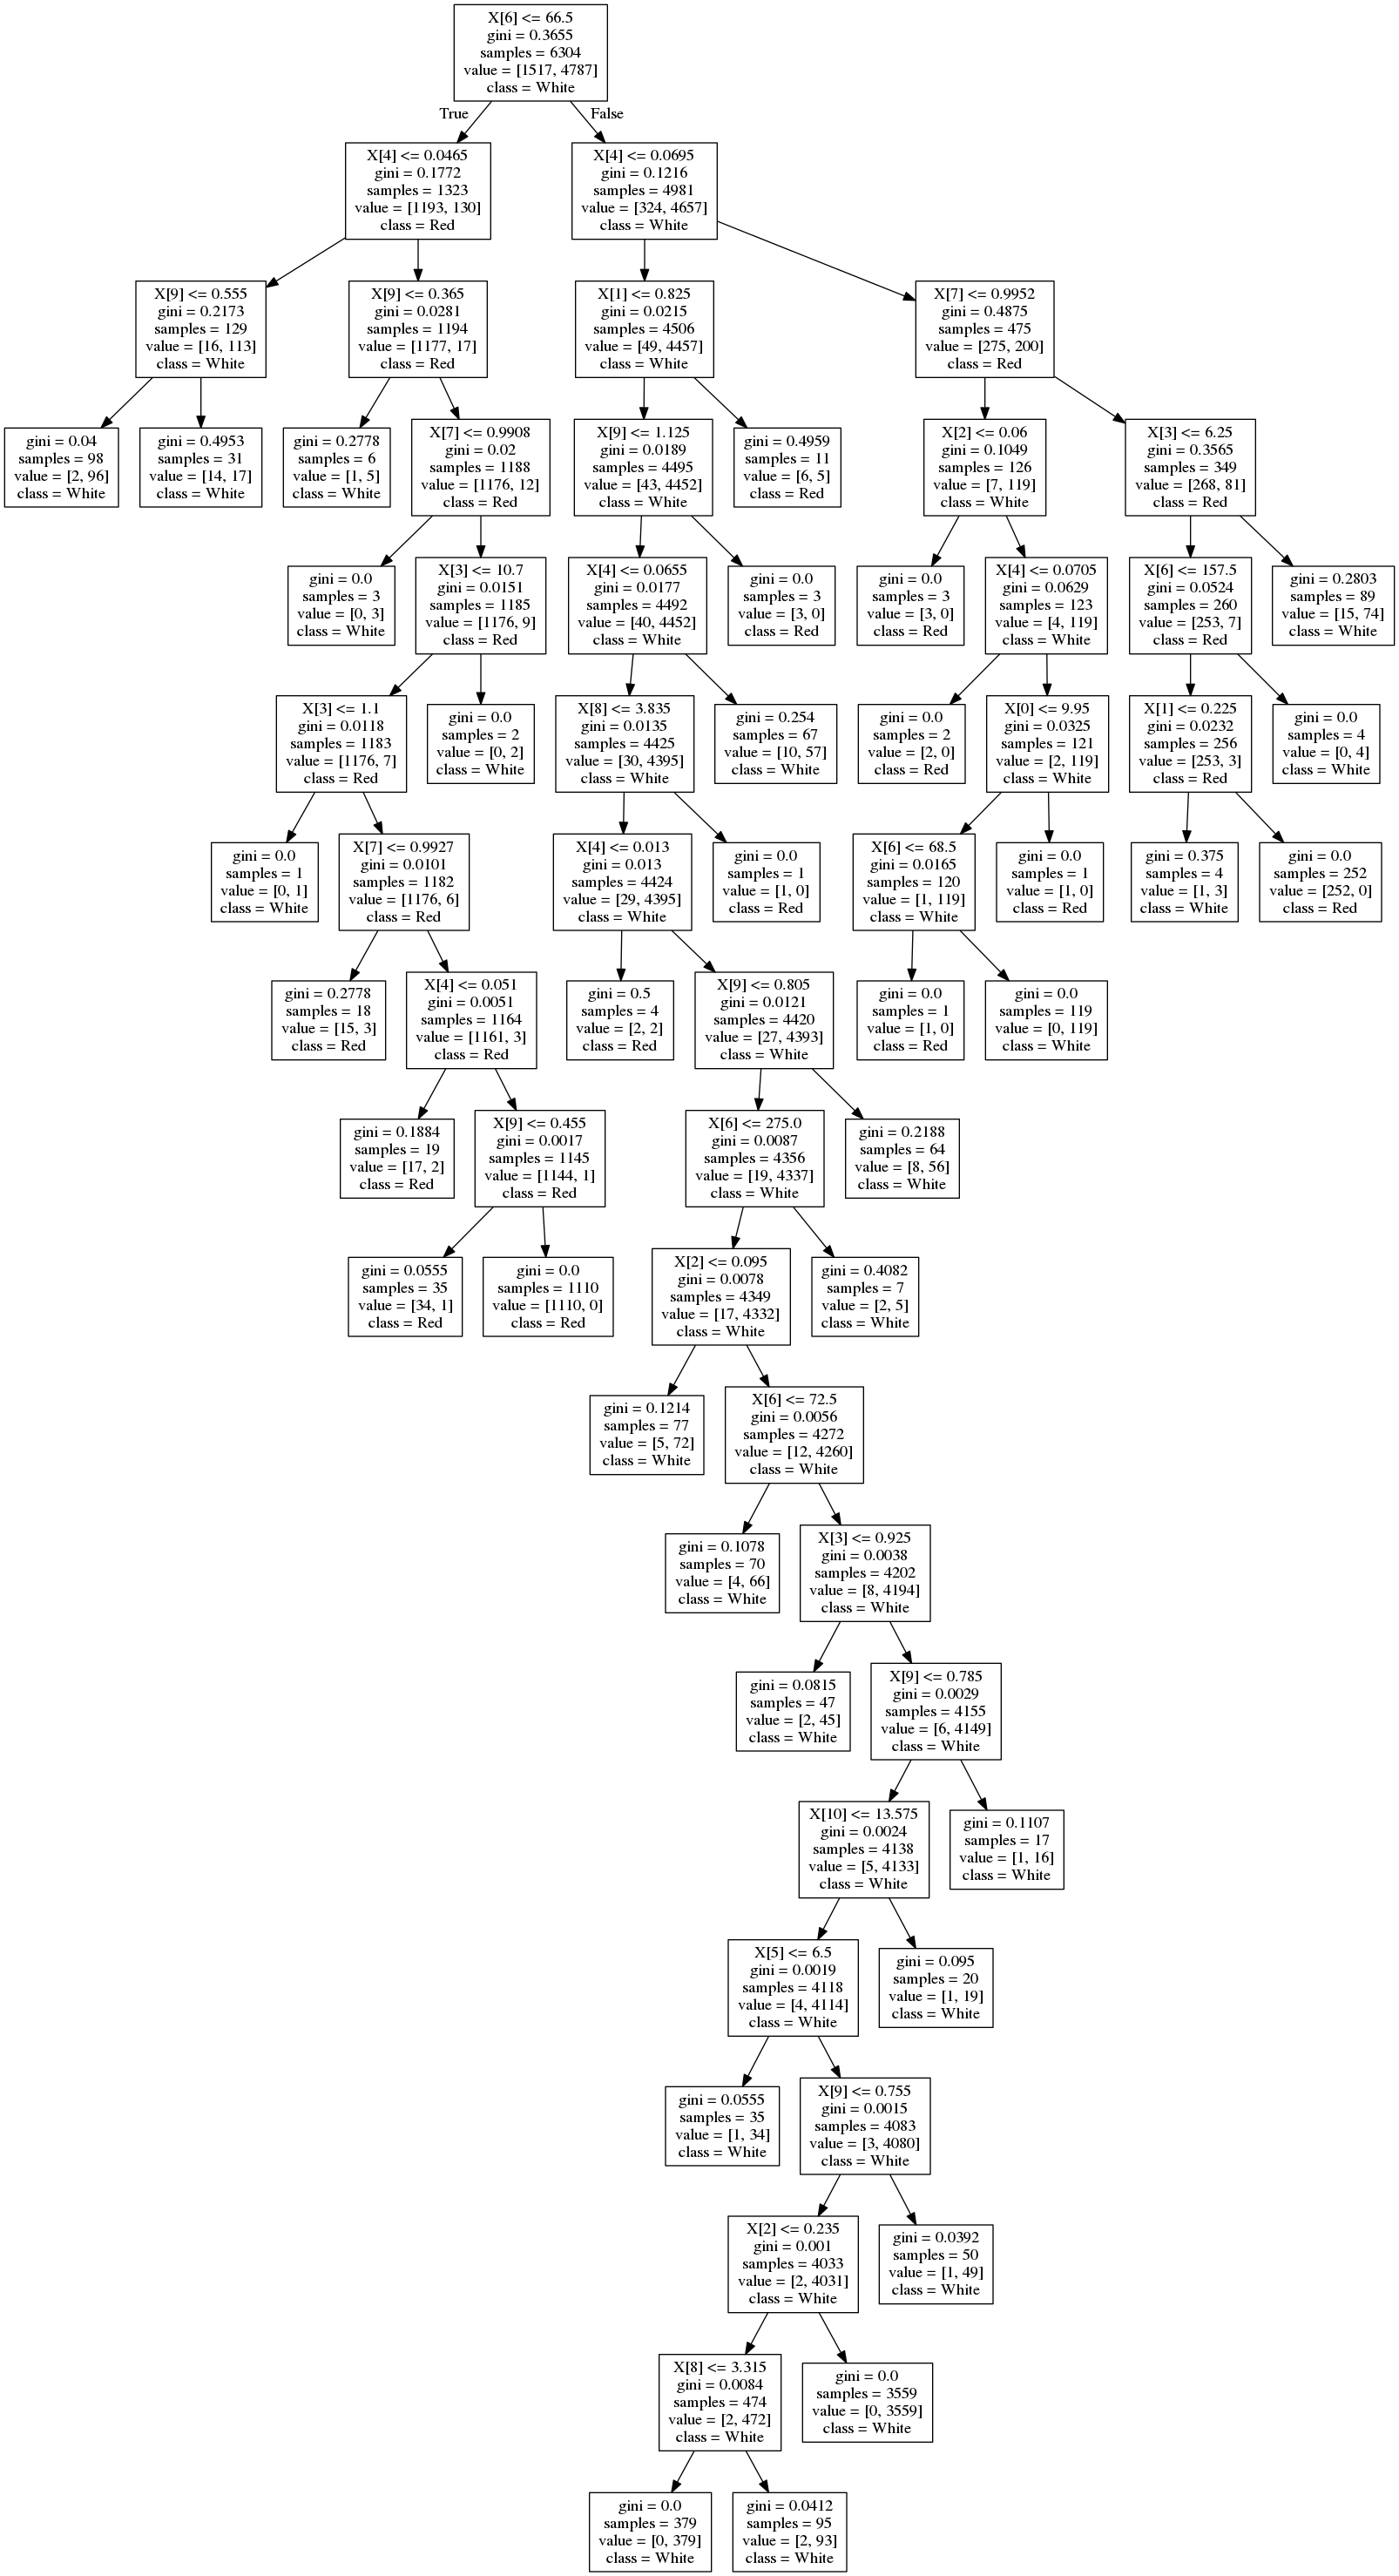 X[6] <= 66.5
gini = 0.3655
samples = 6304
value = [1517, 4787]
class = White
True
False
X[4] <= 0.0465
gini = 0.1772
samples = 1323
value = [1193, 130]
class = Red
X[4] <= 0.0695
gini = 0.1216
samples = 4981
value = [324, 4657]
class = White
X[9] <= 0.555
gini = 0.2173
samples = 129
value = [16, 113]
class = White
X[9] <= 0.365
gini = 0.0281
samples = 1194
value = [1177, 17]
class = Red
X[1] <= 0.825
gini = 0.0215
samples = 4506
value = [49, 4457]
class = White
X[7] <= 0.9952
gini = 0.4875
samples = 475
value = [275, 200]
class = Red
gini = 0.04
samples = 98
value = [2, 96]
class = White
gini = 0.4953
samples = 31
value = [14, 17]
class = White
gini = 0.2778
samples = 6
value = [1, 5]
class = White
X[7] <= 0.9908
gini = 0.02
samples = 1188
value = [1176, 12]
class = Red
X[9] <= 1.125
gini = 0.0189
samples = 4495
value = [43, 4452]
class = White
gini = 0.4959
samples = 11
value = [6, 5]
class = Red
X[2] <= 0.06
gini = 0.1049
samples = 126
value = [7, 119]
class = White
X[3] <= 6.25
gini = 0.3565
samples = 349
value = [268, 81]
class = Red
gini = 0.0
samples = 3
value = [0, 3]
class = White
X[3] <= 10.7
gini = 0.0151
samples = 1185
value = [1176, 9]
class = Red
X[4] <= 0.0655
gini = 0.0177
samples = 4492
value = [40, 4452]
class = White
gini = 0.0
samples = 3
value = [3, 0]
class = Red
gini = 0.0
samples = 3
value = [3, 0]
class = Red
X[4] <= 0.0705
gini = 0.0629
samples = 123
value = [4, 119]
class = White
X[6] <= 157.5
gini = 0.0524
samples = 260
value = [253, 7]
class = Red
gini = 0.2803
samples = 89
value = [15, 74]
class = White
X[3] <= 1.1
gini = 0.0118
samples = 1183
value = [1176, 7]
class = Red
gini = 0.0
samples = 2
value = [0, 2]
class = White
X[8] <= 3.835
gini = 0.0135
samples = 4425
value = [30, 4395]
class = White
gini = 0.254
samples = 67
value = [10, 57]
class = White
gini = 0.0
samples = 2
value = [2, 0]
class = Red
X[0] <= 9.95
gini = 0.0325
samples = 121
value = [2, 119]
class = White
X[1] <= 0.225
gini = 0.0232
samples = 256
value = [253, 3]
class = Red
gini = 0.0
samples = 4
value = [0, 4]
class = White
gini = 0.0
samples = 1
value = [0, 1]
class = White
X[7] <= 0.9927
gini = 0.0101
samples = 1182
value = [1176, 6]
class = Red
X[4] <= 0.013
gini = 0.013
samples = 4424
value = [29, 4395]
class = White
gini = 0.0
samples = 1
value = [1, 0]
class = Red
X[6] <= 68.5
gini = 0.0165
samples = 120
value = [1, 119]
class = White
gini = 0.0
samples = 1
value = [1, 0]
class = Red
gini = 0.375
samples = 4
value = [1, 3]
class = White
gini = 0.0
samples = 252
value = [252, 0]
class = Red
gini = 0.2778
samples = 18
value = [15, 3]
class = Red
X[4] <= 0.051
gini = 0.0051
samples = 1164
value = [1161, 3]
class = Red
gini = 0.5
samples = 4
value = [2, 2]
class = Red
X[9] <= 0.805
gini = 0.0121
samples = 4420
value = [27, 4393]
class = White
gini = 0.0
samples = 1
value = [1, 0]
class = Red
gini = 0.0
samples = 119
value = [0, 119]
class = White
gini = 0.1884
samples = 19
value = [17, 2]
class = Red
X[9] <= 0.455
gini = 0.0017
samples = 1145
value = [1144, 1]
class = Red
X[6] <= 275.0
gini = 0.0087
samples = 4356
value = [19, 4337]
class = White
gini = 0.2188
samples = 64
value = [8, 56]
class = White
gini = 0.0555
samples = 35
value = [34, 1]
class = Red
gini = 0.0
samples = 1110
value = [1110, 0]
class = Red
X[2] <= 0.095
gini = 0.0078
samples = 4349
value = [17, 4332]
class = White
gini = 0.4082
samples = 7
value = [2, 5]
class = White
gini = 0.1214
samples = 77
value = [5, 72]
class = White
X[6] <= 72.5
gini = 0.0056
samples = 4272
value = [12, 4260]
class = White
gini = 0.1078
samples = 70
value = [4, 66]
class = White
X[3] <= 0.925
gini = 0.0038
samples = 4202
value = [8, 4194]
class = White
gini = 0.0815
samples = 47
value = [2, 45]
class = White
X[9] <= 0.785
gini = 0.0029
samples = 4155
value = [6, 4149]
class = White
X[10] <= 13.575
gini = 0.0024
samples = 4138
value = [5, 4133]
class = White
gini = 0.1107
samples = 17
value = [1, 16]
class = White
X[5] <= 6.5
gini = 0.0019
samples = 4118
value = [4, 4114]
class = White
gini = 0.095
samples = 20
value = [1, 19]
class = White
gini = 0.0555
samples = 35
value = [1, 34]
class = White
X[9] <= 0.755
gini = 0.0015
samples = 4083
value = [3, 4080]
class = White
X[2] <= 0.235
gini = 0.001
samples = 4033
value = [2, 4031]
class = White
gini = 0.0392
samples = 50
value = [1, 49]
class = White
X[8] <= 3.315
gini = 0.0084
samples = 474
value = [2, 472]
class = White
gini = 0.0
samples = 3559
value = [0, 3559]
class = White
gini = 0.0
samples = 379
value = [0, 379]
class = White
gini = 0.0412
samples = 95
value = [2, 93]
class = White